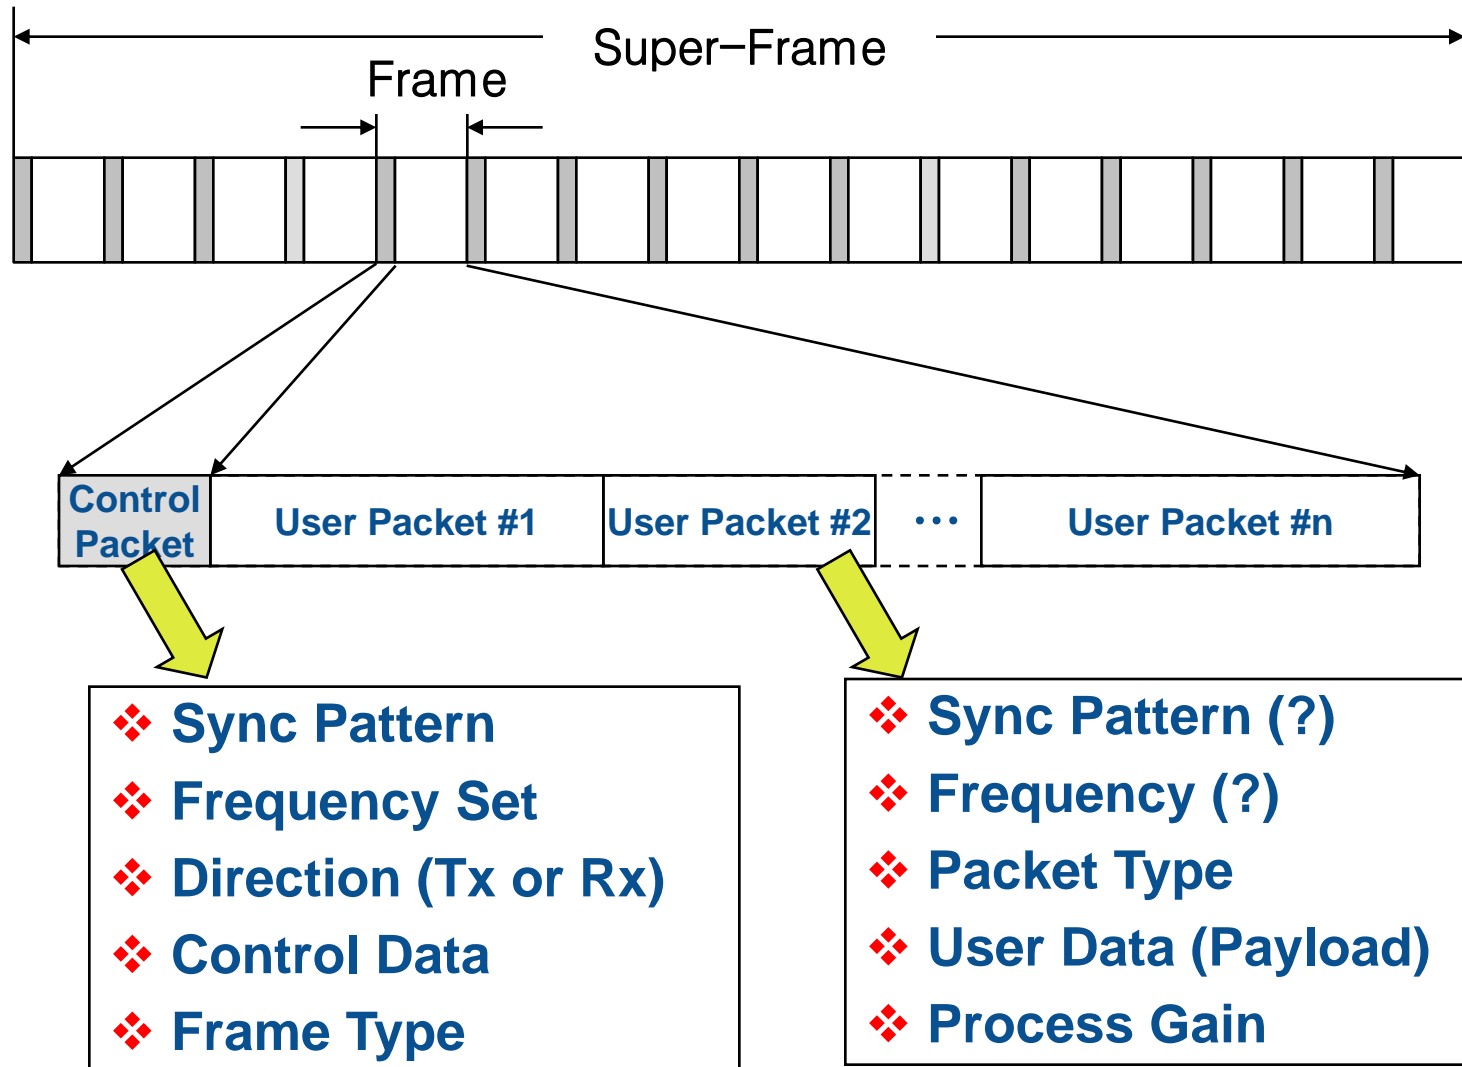 Super-Frame
Frame
Control
Packet
User Packet #1
User Packet #2
•••
User Packet #n
❖ Sync Pattern
❖ Frequency Set
❖ Direction (Tx or Rx)
❖ Control Data
❖ Frame Type
❖ Sync Pattern (?)
❖ Frequency (?)
❖ Packet Type
❖ User Data (Payload)
❖ Process Gain